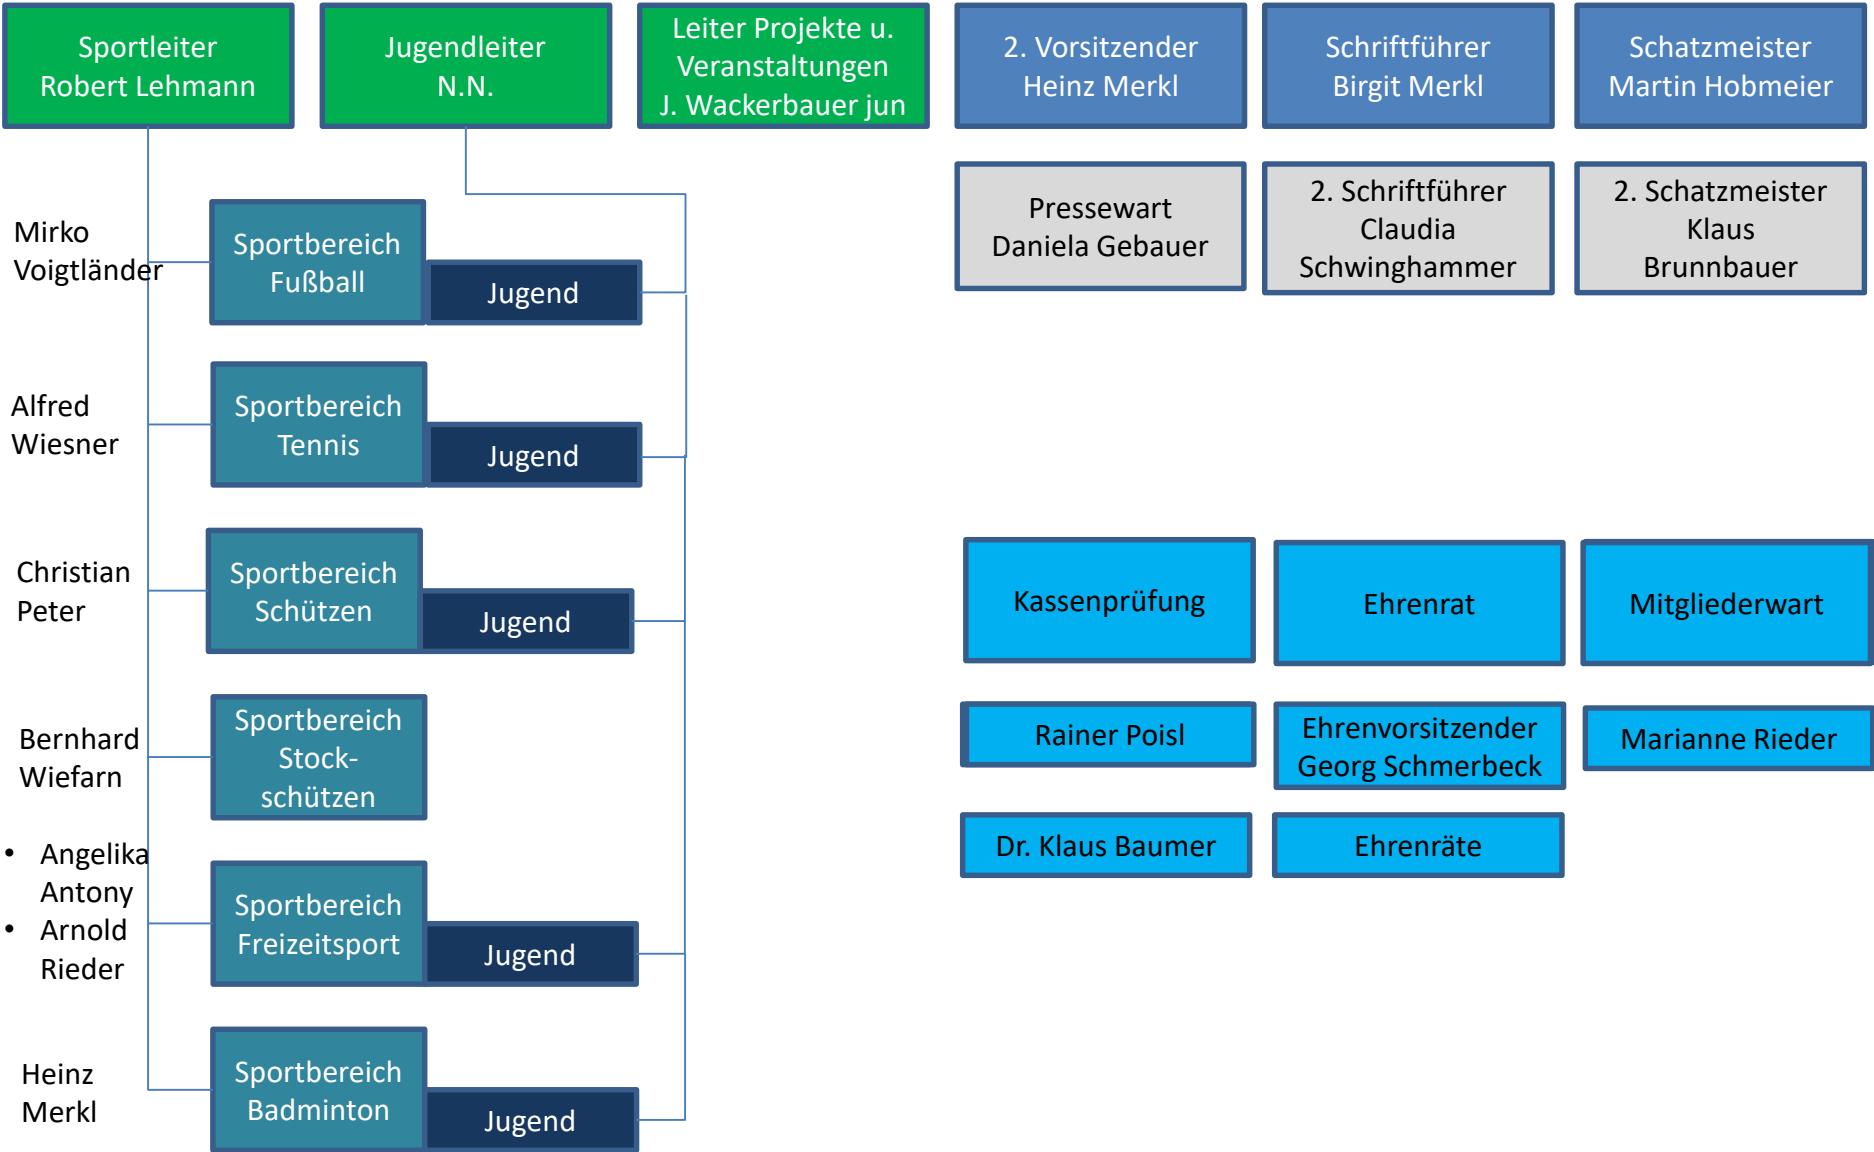 Sportleiter
Robert Lehmann
Jugendleiter
N.N.
Leiter Projekte u.
Veranstaltungen
J. Wackerbauer jun
2. Vorsitzender
Heinz Merkl
Schriftführer
Birgit Merkl
Schatzmeister
Martin Hobmeier
Pressewart
Daniela Gebauer
2. Schriftführer
Claudia
Schwinghammer
2. Schatzmeister
Klaus
Brunnbauer
Mirko
Voigtländer
Sportbereich
Fußball
Jugend
Alfred
Wiesner
Sportbereich
Tennis
Jugend
Christian
Peter
Sportbereich
Schützen
Jugend
Bernhard
Wiefarn
Sportbereich
Stock-
schützen
• Angelika
Antony
• Arnold
Rieder
Sportbereich
Freizeitsport
Jugend
Heinz
Merkl
Sportbereich
Badminton
Jugend
Kassenprüfung
Ehrenrat
Mitgliederwart
Rainer Poisl
Ehrenvorsitzender
Georg Schmerbeck
Marianne Rieder
Dr. Klaus Baumer
Ehrenräte